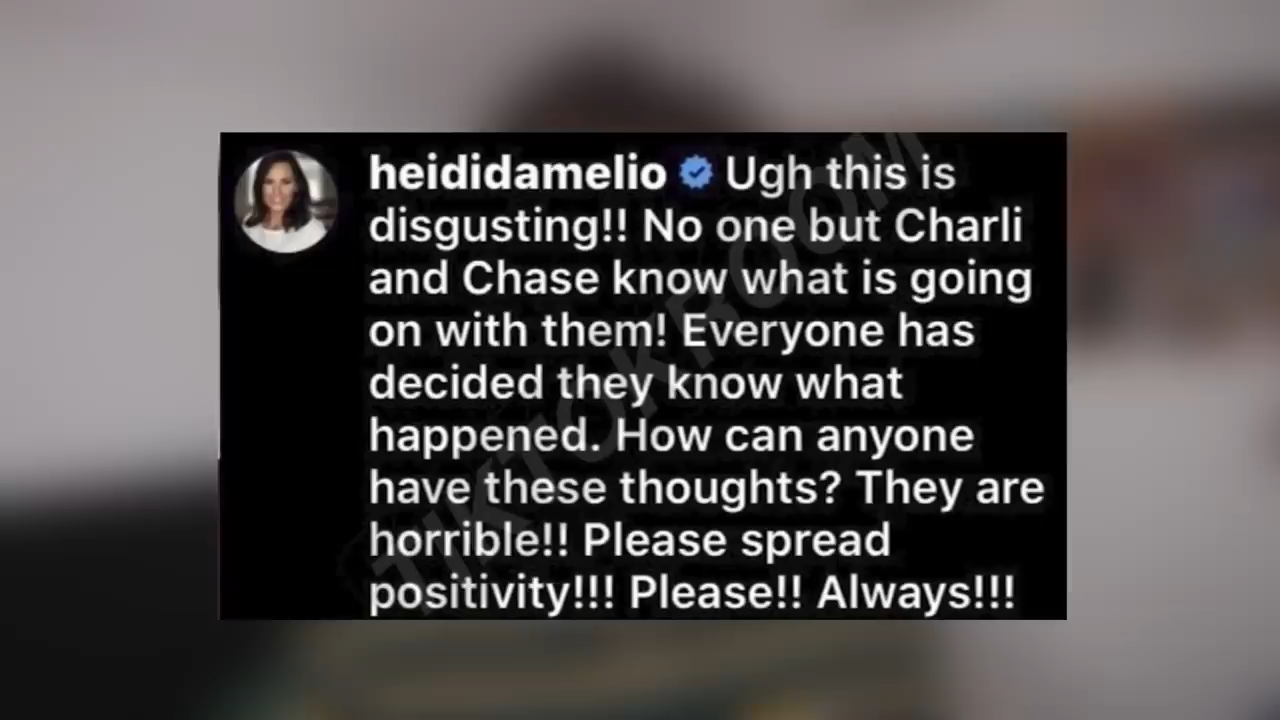 heididamelio Ugh this is
disgusting!! No one but Charli
and Chase know what is going
on with them! Everyone has
decided they know what
happened. How can anyone
have these thoughts? They are
horrible!! Please spread
positivity!!! Please!! Always!!!
TIKTOKROOM